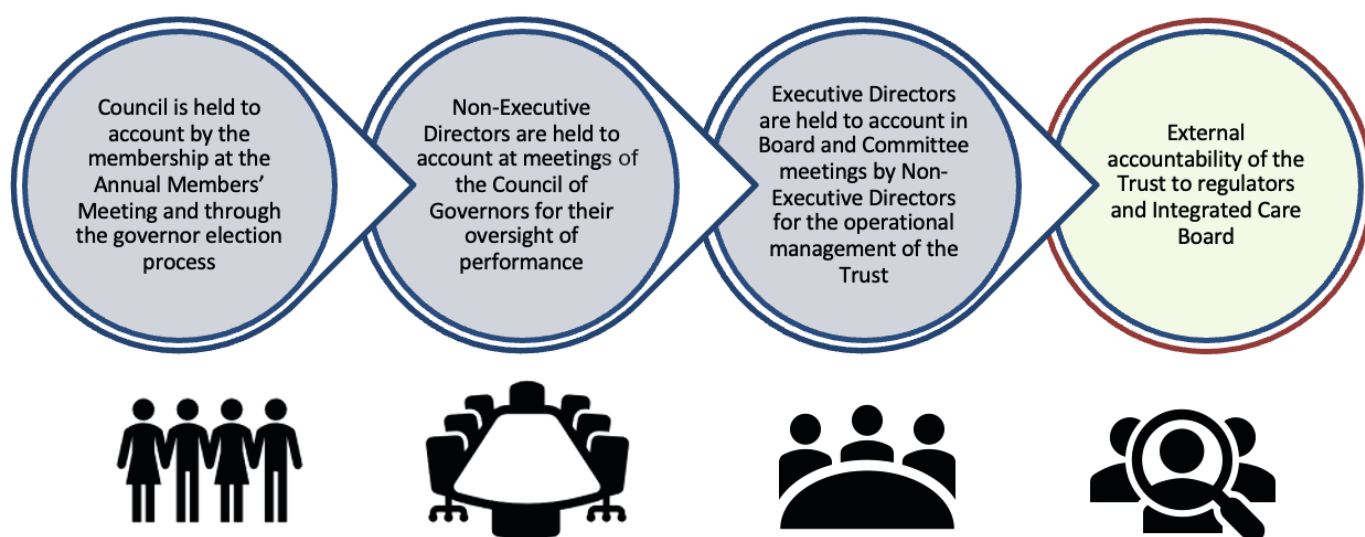 Council is held to
account by the
membership at the
Annual Members’
Meeting and through
the governor election
process
Non-Executive
Directors are held to
account at meetings of
the Council of
Governors for their
oversight of
performance
Executive Directors
are held to account in
Board and Committee
meetings by Non-
Executive Directors
for the operational
management of the
Trust
External
accountability of the
Trust to regulators
and Integrated Care
Board